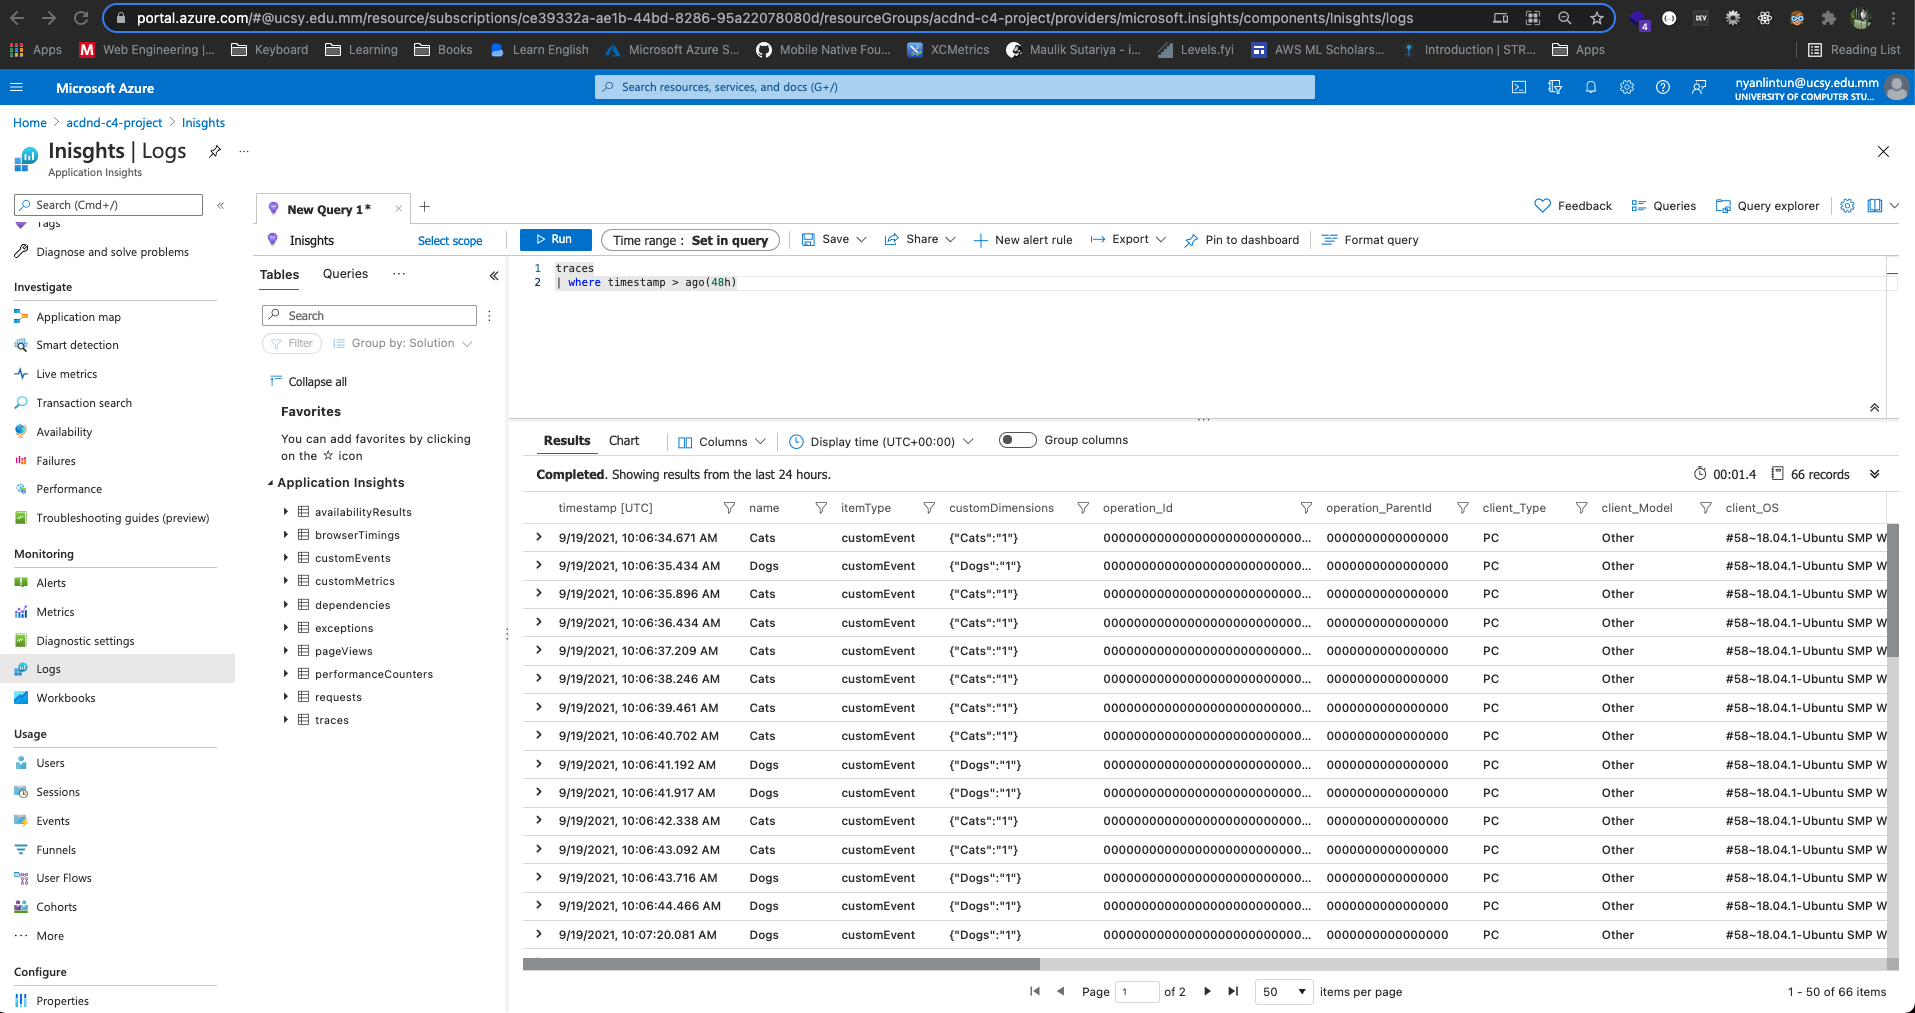 portal.azure.com/#@ucsy.edu.mm/resource/subscriptions/ce39332a-ae1b-44bd-8286-95a22078080d/resourceGroups/acdnd-c4-project/providers/microsoft.insights/components/Inisghts/logs
4
DEV
Apps
Web Engineering |...
Keyboard
Learning
Books
Learn English
Microsoft Azure S...
Mobile Native Fou...
XCMetrics
Maulik Sutariya - i...
Levels.fyi
AWS ML Scholars...
Introduction | STR...
Apps
Reading List
Microsoft Azure
Search resources, services, and docs (G+/)
nyanlintun@ucsy.edu.mm
UNIVERSITY OF COMPUTER STU...
Home > acdnd-c4-project > Inisghts
Inisghts | Logs
Application Insights
Search (Cmd+/)
Tags
Diagnose and solve problems
Investigate
Application map
Smart detection
Live metrics
Transaction search
Availability
Failures
Performance
Troubleshooting guides (preview)
Monitoring
Alerts
Metrics
Diagnostic settings
Logs
Workbooks
Usage
Users
Sessions
Events
Funnels
User Flows
Cohorts
More
Configure
Properties
New Query 1*
Feedback
Queries
Query explorer
Inisghts
Select scope
Run
Time range : Set in query
Save
Share
New alert rule
Export
Pin to dashboard
Format query
Tables
Queries
Search
Filter
Group by: Solution
Collapse all
Favorites
You can add favorites by clicking
on the ☆ icon
Application Insights
availabilityResults
browserTimings
customEvents
customMetrics
dependencies
exceptions
pageViews
performanceCounters
requests
traces
1 traces
2 | where timestamp > ago(48h)
Results
Chart
Columns
Display time (UTC+00:00)
Group columns
Completed. Showing results from the last 24 hours.
00:01.4
66 records
timestamp [UTC] name itemType customDimensions operation_Id operation_ParentId client_Type client_Model client_OS
9/19/2021, 10:06:34.671 AM Cats customEvent {"Cats":"1"} 00000000000000000000000000... 0000000000000000 PC Other #58~18.04.1-Ubuntu SMP W
9/19/2021, 10:06:35.434 AM Dogs customEvent {"Dogs":"1"} 00000000000000000000000000... 0000000000000000 PC Other #58~18.04.1-Ubuntu SMP W
9/19/2021, 10:06:35.896 AM Cats customEvent {"Cats":"1"} 00000000000000000000000000... 0000000000000000 PC Other #58~18.04.1-Ubuntu SMP W
9/19/2021, 10:06:36.434 AM Cats customEvent {"Cats":"1"} 00000000000000000000000000... 0000000000000000 PC Other #58~18.04.1-Ubuntu SMP W
9/19/2021, 10:06:37.209 AM Cats customEvent {"Cats":"1"} 00000000000000000000000000... 0000000000000000 PC Other #58~18.04.1-Ubuntu SMP W
9/19/2021, 10:06:38.246 AM Cats customEvent {"Cats":"1"} 00000000000000000000000000... 0000000000000000 PC Other #58~18.04.1-Ubuntu SMP W
9/19/2021, 10:06:39.461 AM Cats customEvent {"Cats":"1"} 00000000000000000000000000... 0000000000000000 PC Other #58~18.04.1-Ubuntu SMP W
9/19/2021, 10:06:40.702 AM Cats customEvent {"Cats":"1"} 00000000000000000000000000... 0000000000000000 PC Other #58~18.04.1-Ubuntu SMP W
9/19/2021, 10:06:41.192 AM Dogs customEvent {"Dogs":"1"} 00000000000000000000000000... 0000000000000000 PC Other #58~18.04.1-Ubuntu SMP W
9/19/2021, 10:06:41.917 AM Dogs customEvent {"Dogs":"1"} 00000000000000000000000000... 0000000000000000 PC Other #58~18.04.1-Ubuntu SMP W
9/19/2021, 10:06:42.338 AM Cats customEvent {"Cats":"1"} 00000000000000000000000000... 0000000000000000 PC Other #58~18.04.1-Ubuntu SMP W
9/19/2021, 10:06:43.092 AM Cats customEvent {"Cats":"1"} 00000000000000000000000000... 0000000000000000 PC Other #58~18.04.1-Ubuntu SMP W
9/19/2021, 10:06:43.716 AM Dogs customEvent {"Dogs":"1"} 00000000000000000000000000... 0000000000000000 PC Other #58~18.04.1-Ubuntu SMP W
9/19/2021, 10:06:44.466 AM Dogs customEvent {"Dogs":"1"} 00000000000000000000000000... 0000000000000000 PC Other #58~18.04.1-Ubuntu SMP W
9/19/2021, 10:07:20.081 AM Dogs customEvent {"Dogs":"1"} 00000000000000000000000000... 0000000000000000 PC Other #58~18.04.1-Ubuntu SMP W
Page 1 of 2
50 items per page
1 - 50 of 66 items